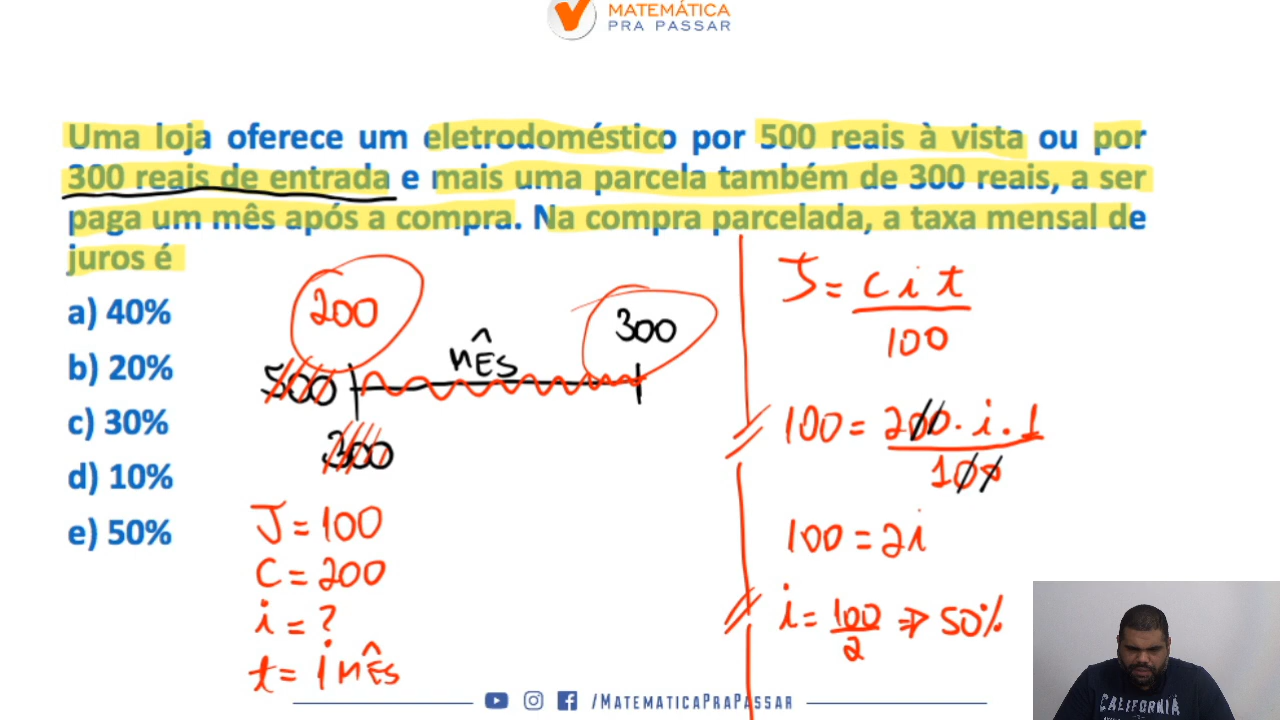 MATEMÁTICA
PRA PASSAR
Uma loja oferece um eletrodoméstico por 500 reais à vista ou por
300 reais de entrada e mais uma parcela também de 300 reais, a ser
paga um mês após a compra. Na compra parcelada, a taxa mensal de
juros é
a) 40%
b) 20%
c) 30%
d) 10%
e) 50%
200
300
MÊS
500
300
J = 100
C = 200
i = ?
t = 1 MÊS
J = c i t
100
100 = 200 . i . 1
100
100 = 2i
i = 100 ⇒ 50%
2
/MATEMATICAPRAPASSAR
CALIFORNIA